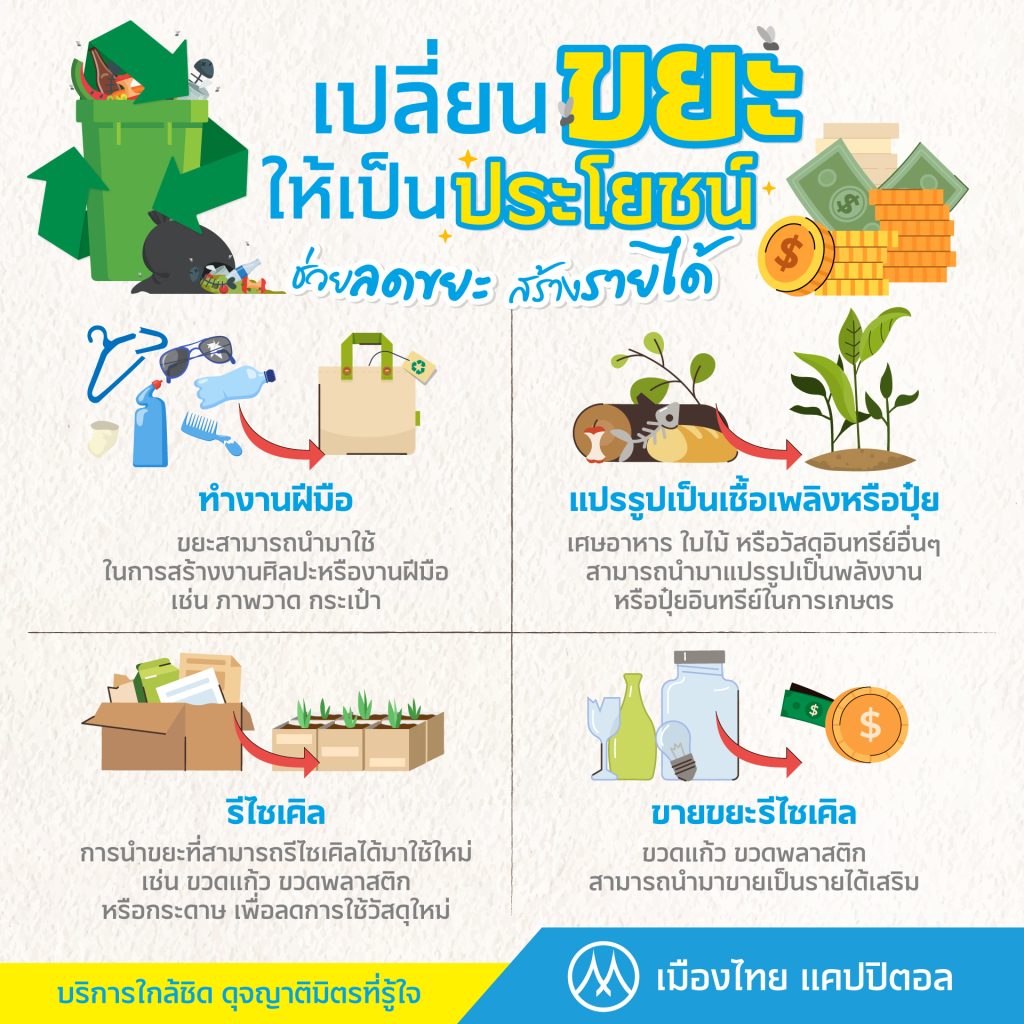 เปลี่ยนขยะ
ให้เป็นประโยชน์
ช่วยลดขยะ สร้างรายได้
ทำงานฝีมือ
ขยะสามารถนำมาใช้
ในการสร้างงานศิลปะหรืองานฝีมือ
เช่น ภาพวาด กระเป๋า
แปรรูปเป็นเชื้อเพลิงหรือปุ๋ย
เศษอาหาร ใบไม้ หรือวัสดุอินทรีย์อื่นๆ
สามารถนำมาแปรรูปเป็นพลังงาน
หรือปุ๋ยอินทรีย์ในการเกษตร
รีไซเคิล
การนำขยะที่สามารถรีไซเคิลได้มาใช้ใหม่
เช่น ขวดแก้ว ขวดพลาสติก
หรือกระดาษ เพื่อลดการใช้วัสดุใหม่
ขายขยะรีไซเคิล
ขวดแก้ว ขวดพลาสติก
สามารถนำมาขายเป็นรายได้เสริม
บริการใกล้ชิด ดุจญาติมิตรที่รู้ใจ
เมืองไทย แคปปิตอล